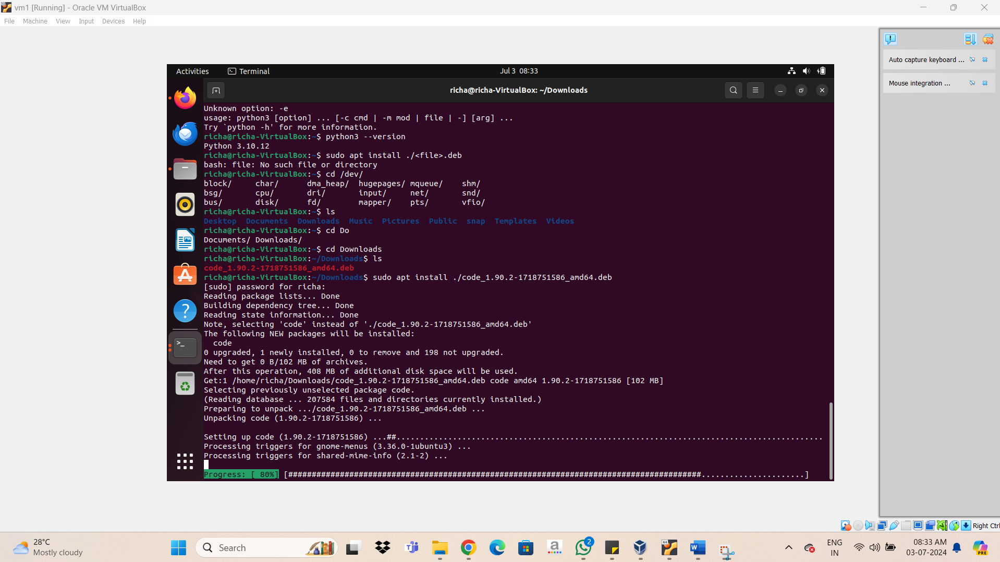 vm1 [Running] - Oracle VM VirtualBox
File Machine View Input Devices Help
Auto capture keyboard ...
Mouse integration ...
Activities Terminal Jul 3 08:33
richa@richa-VirtualBox: ~/Downloads
Unknown option: -e
usage: python3 [option] ... [-c cmd | -m mod | file | -] [arg] ...
Try `python -h' for more information.
richa@richa-VirtualBox:~$ python3 --version
Python 3.10.12
richa@richa-VirtualBox:~$ sudo apt install ./<file>.deb
bash: file: No such file or directory
richa@richa-VirtualBox:~$ cd /dev/
block/ char/ dma_heap/ hugepages/ mqueue/ shm/
bsg/ cpu/ dri/ input/ net/ snd/
bus/ disk/ fd/ mapper/ pts/ vfio/
richa@richa-VirtualBox:~$ ls
Desktop Documents Downloads Music Pictures Public snap Templates Videos
richa@richa-VirtualBox:~$ cd Do
Documents/ Downloads/
richa@richa-VirtualBox:~$ cd Downloads
richa@richa-VirtualBox:~/Downloads$ ls
code_1.90.2-1718751586_amd64.deb
richa@richa-VirtualBox:~/Downloads$ sudo apt install ./code_1.90.2-1718751586_amd64.deb
[sudo] password for richa:
Reading package lists... Done
Building dependency tree... Done
Reading state information... Done
Note, selecting 'code' instead of './code_1.90.2-1718751586_amd64.deb'
The following NEW packages will be installed:
code
0 upgraded, 1 newly installed, 0 to remove and 198 not upgraded.
Need to get 0 B/102 MB of archives.
After this operation, 408 MB of additional disk space will be used.
Get:1 /home/richa/Downloads/code_1.90.2-1718751586_amd64.deb code amd64 1.90.2-1718751586 [102 MB]
Selecting previously unselected package code.
(Reading database ... 207584 files and directories currently installed.)
Preparing to unpack .../code_1.90.2-1718751586_amd64.deb ...
Unpacking code (1.90.2-1718751586) ...
Setting up code (1.90.2-1718751586) ...##...........................................................................................
Processing triggers for gnome-menus (3.36.0-1ubuntu3) ...
Processing triggers for shared-mime-info (2.1-2) ...
Progress: [ 80%] [########################################################################################......................]
Right Ctrl
28°C
Mostly cloudy
Search
2
ENG
IN
08:33 AM
03-07-2024
PRE